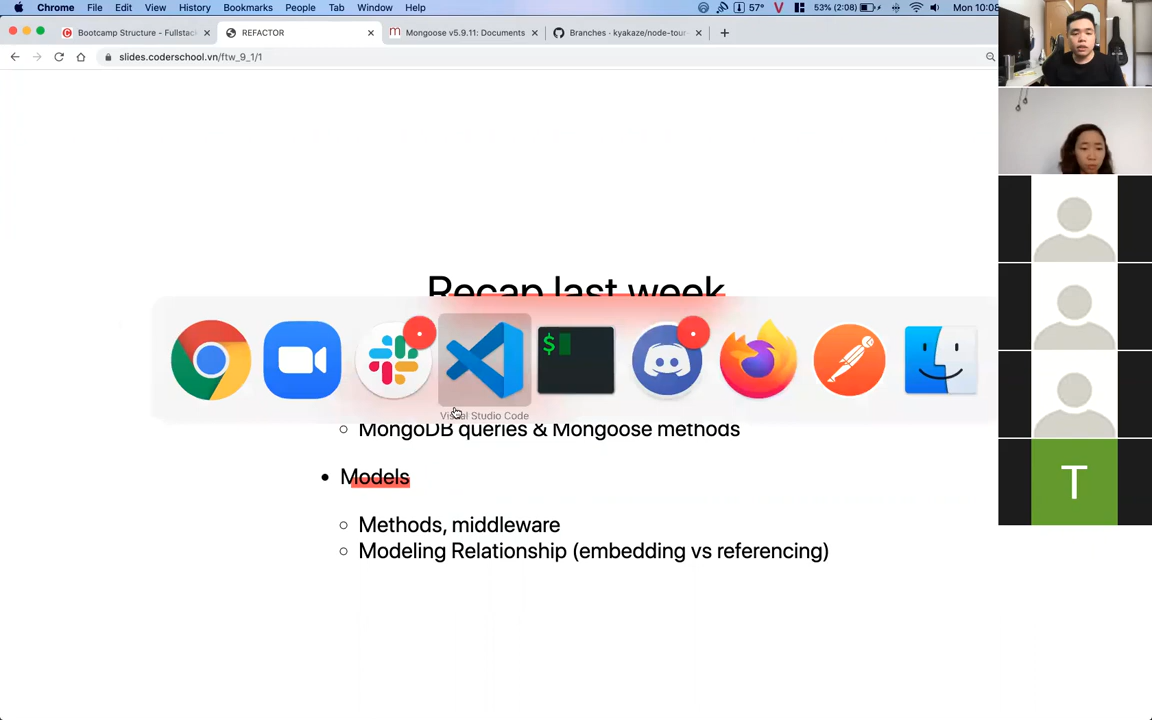 Chrome File Edit View History Bookmarks People Tab Window Help
57° 53% (2:08) Mon 10:08
Bootcamp Structure - Fullsta
REFACTOR
Mongoose v5.9.11: Documents
Branches · kyakaze/node-tour
slides.coderschool.vn/ftw_9_1/1
Recap last week
$
Visual Studio Code
MongoDB queries & Mongoose methods
Models
Methods, middleware
Modeling Relationship (embedding vs referencing)
T